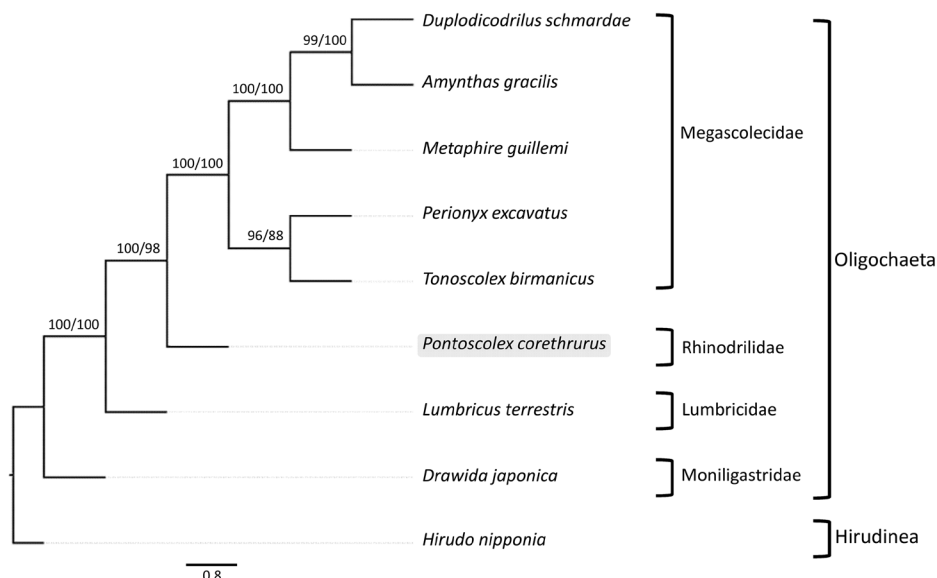 Duplodicodrilus schmardae
99/100
Amynthas gracilis
100/100
Megascolecidae
Metaphire guillemi
100/100
Perionyx excavatus
96/88
100/98
Oligochaeta
Tonoscolex birmanicus
100/100
Pontoscolex corethrurus
Rhinodrilidae
Lumbricus terrestris
Lumbricidae
Drawida japonica
Moniligastridae
Hirudo nipponia
Hirudinea
0.8